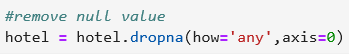 #remove null value
hotel = hotel.dropna(how='any',axis=0)